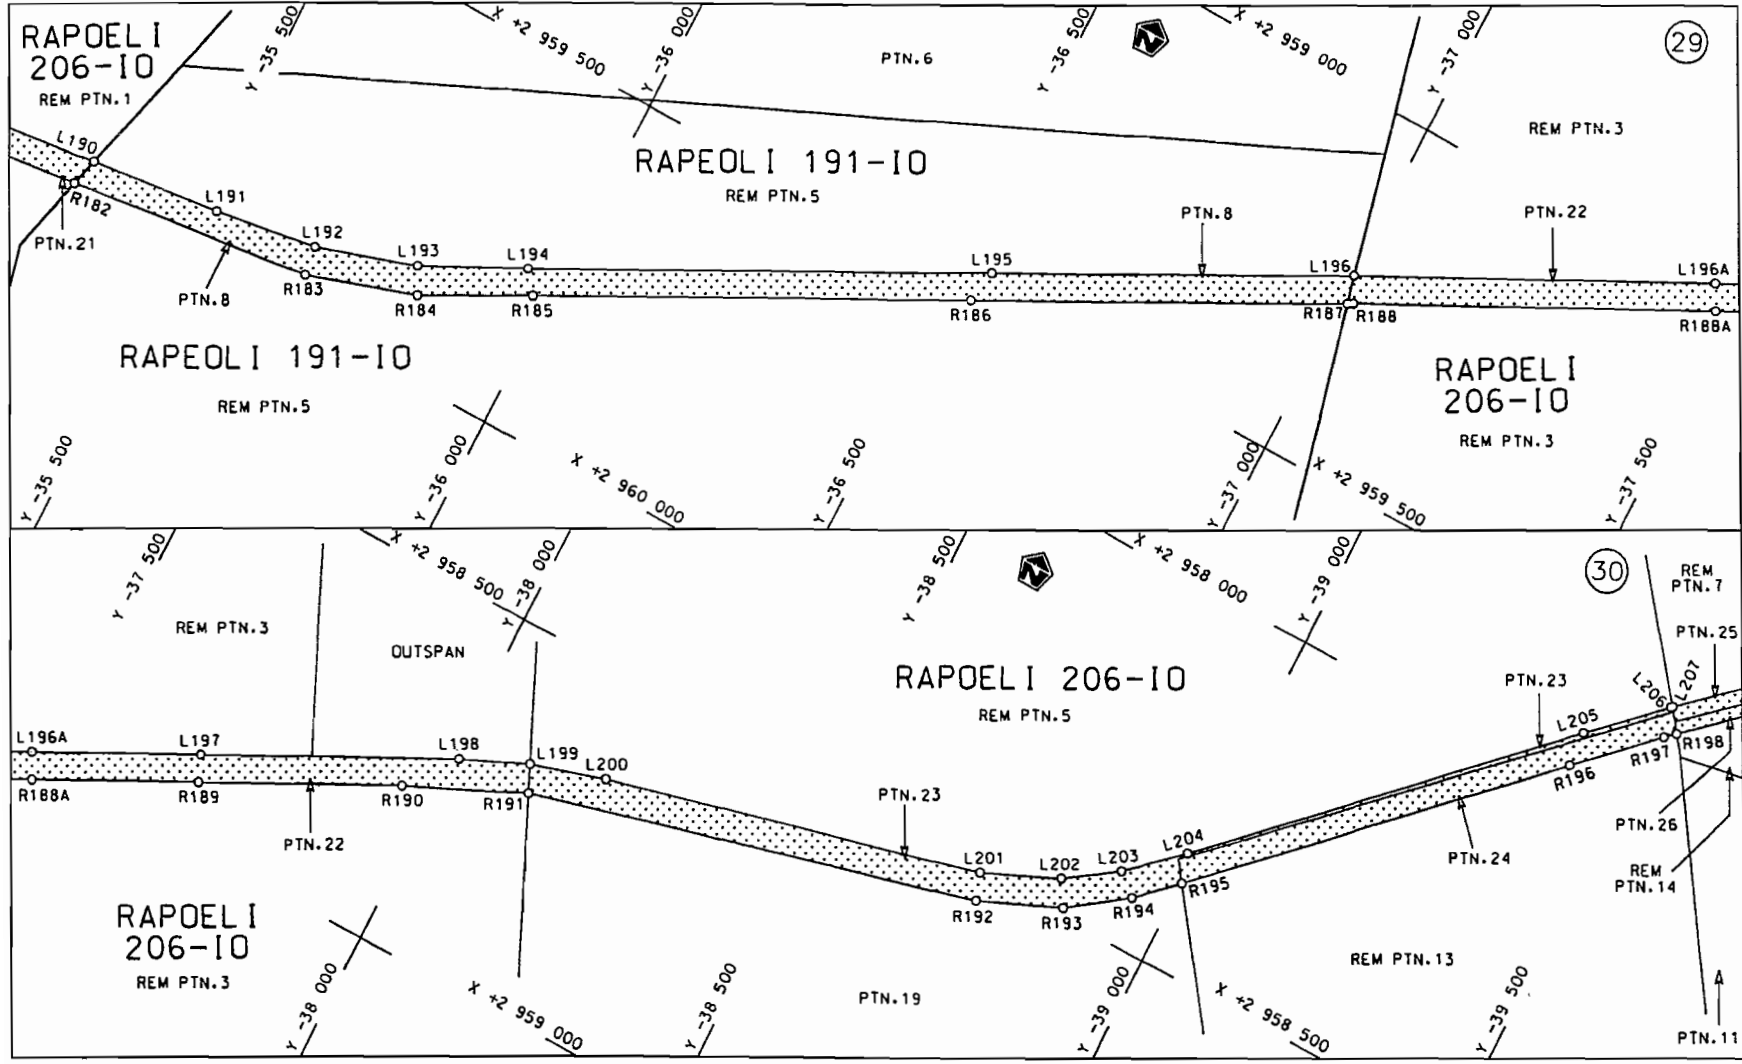 RAPOELI
206-IO
REM PTN.1
Y -35 500
X +2 959 500
Y -36 000
PTN.6
Y -36 500
N
X +2 959 000
Y -37 000
29
REM PTN.3
L190
R182
PTN.21
L191
PTN.8
L192
R183
L193
R184
L194
R185
RAPEOLI 191-IO
REM PTN.5
L195
R186
PTN.8
L196
R187
R188
PTN.22
L196A
R188A
RAPEOLI 191-IO
REM PTN.5
RAPOELI
206-IO
REM PTN.3
Y -35 500
Y -36 000
X +2 960 000
Y -36 500
Y -37 000
X +2 959 500
Y -37 500
Y -37 500
X +2 958 500
Y -38 000
Y -38 500
N
X +2 958 000
Y -39 000
30
REM
PTN.7
REM PTN.3
OUTSPAN
RAPOELI 206-IO
REM PTN.5
PTN.23
PTN.25
L196A
R188A
L197
R189
PTN.22
L198
R190
L199
R191
L200
PTN.23
L201
R192
L202
R193
L203
R194
L204
R195
L205
R196
L206
L207
R197
R198
PTN.24
PTN.26
REM
PTN.14
RAPOELI
206-IO
REM PTN.3
Y -38 000
X +2 959 000
Y -38 500
PTN.19
Y -39 000
X +2 958 500
REM PTN.13
Y -39 500
PTN.11